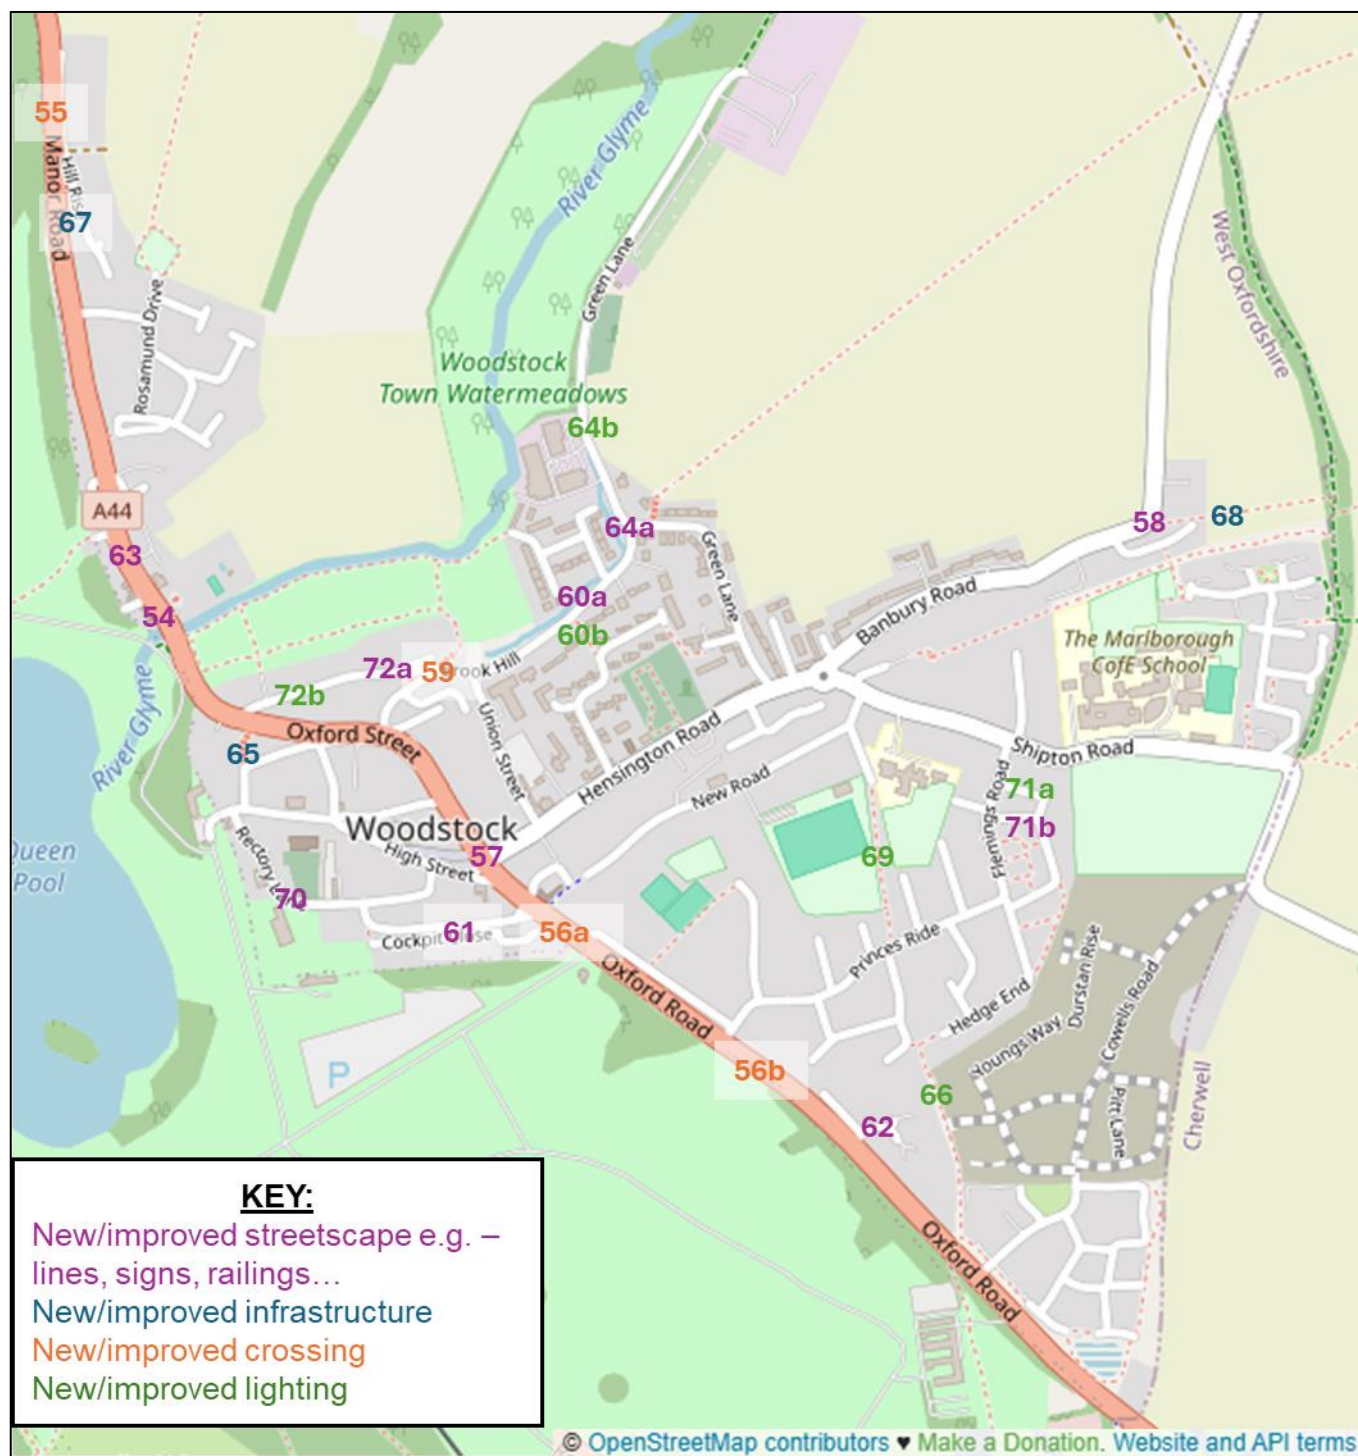 55
Manor Road
Hill Rise
67
Rosamund Drive
A44
63
54
River Glyme
Green Lane
Woodstock
Town Watermeadows
64b
64a
Green Lane
60a
60b
72a
59
rook Hill
72b
Oxford Street
65
River Glyme
Union Street
Hensington Road
New Road
Banbury Road
58
68
West Oxfordshire
The Marlborough
CofE School
Shipton Road
Flemings Road
71a
71b
69
Woodstock
57
High Street
Rectory L
70
61
Cockpit Close
56a
Queen
Pool
P
Oxford Road
56b
Princes Ride
Hedge End
Durstan Rise
Cowells Road
Youngs Way
Pitt Lane
66
62
Cherwell
Oxford Road
KEY:
New/improved streetscape e.g. –
lines, signs, railings…
New/improved infrastructure
New/improved crossing
New/improved lighting
© OpenStreetMap contributors ♥ Make a Donation. Website and API terms